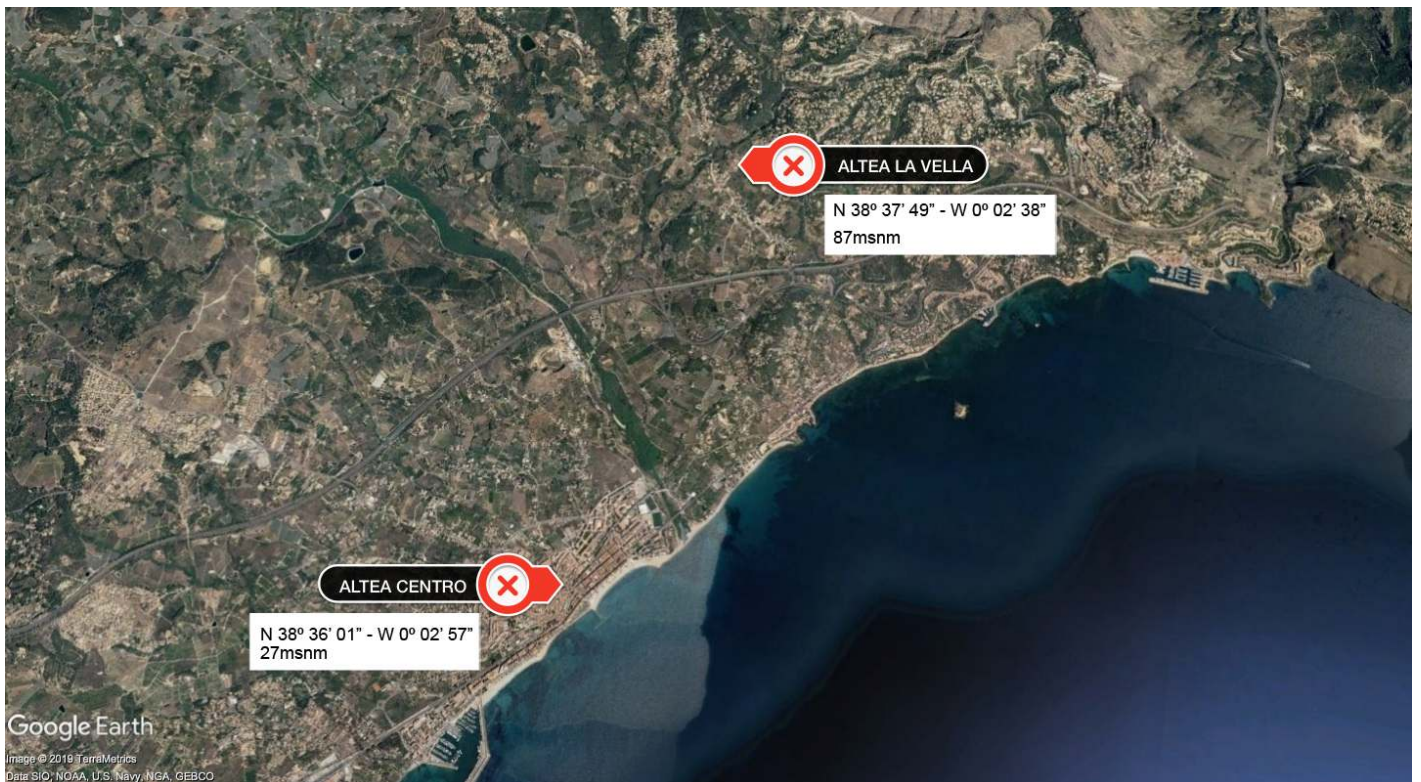 ALTEA LA VELLA
N 38º 37’ 49” - W 0º 02’ 38”
87msnm
ALTEA CENTRO
N 38º 36’ 01” - W 0º 02’ 57”
27msnm
Google Earth
Image © 2019 TerraMetrics
Data SIO, NOAA, U.S. Navy, NGA, GEBCO